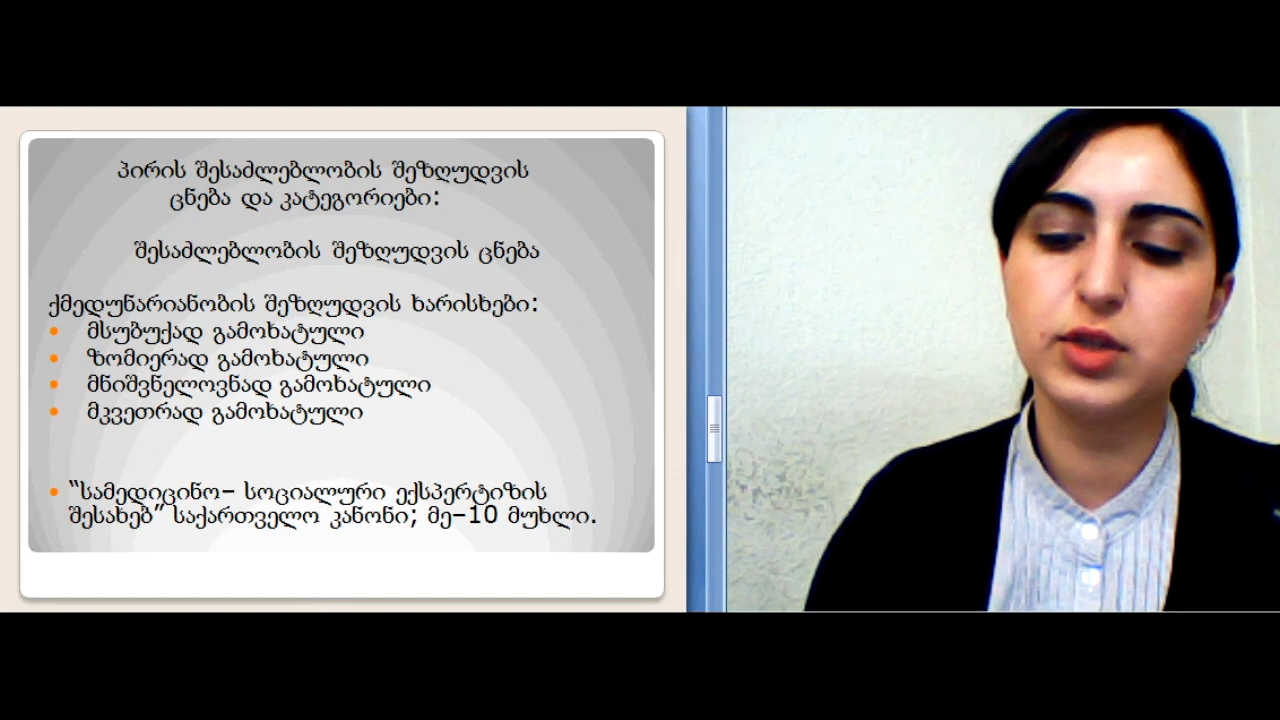 პირის შესაძლებლობის შეზღუდვის
ცნება და კატეგორიები:
შესაძლებლობის შეზღუდვის ცნება
ქმედუნარიანობის შეზღუდვის ხარისხები:
• მსუბუქად გამოხატული
• ზომიერად გამოხატული
• მნიშვნელოვნად გამოხატული
• მკვეთრად გამოხატული
• “სამედიცინო– სოციალური ექსპერტიზის
შესახებ” საქართველო კანონი; მე–10 მუხლი.